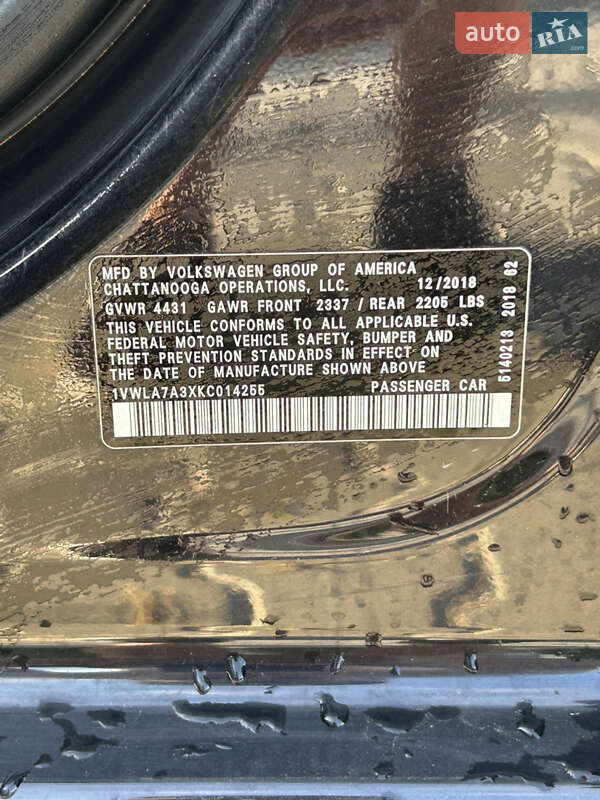 auto RIA.com
MFD BY VOLKSWAGEN GROUP OF AMERICA
CHATTANOOGA OPERATIONS, LLC. 12/2018
GVWR 4431 GAWR FRONT 2337 / REAR 2205 LBS
THIS VEHICLE CONFORMS TO ALL APPLICABLE U.S.
FEDERAL MOTOR VEHICLE SAFETY, BUMPER AND
THEFT PREVENTION STANDARDS IN EFFECT ON
THE DATE OF MANUFACTURE SHOWN ABOVE
1VWLA7A3XKC014255 PASSENGER CAR
5140213 2018 62